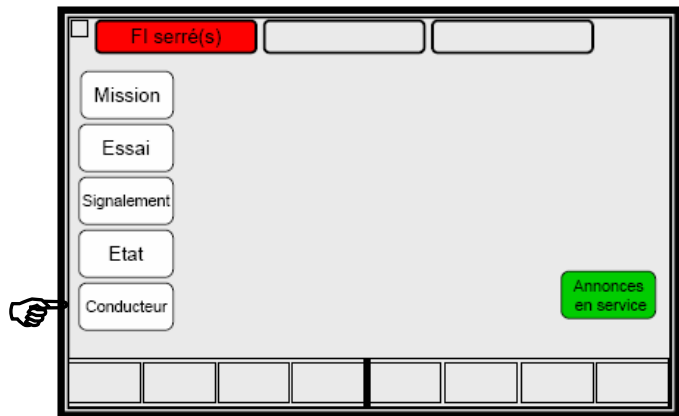 FI serré(s)
Mission
Essai
Signalement
Etat
Conducteur
Annonces
en service